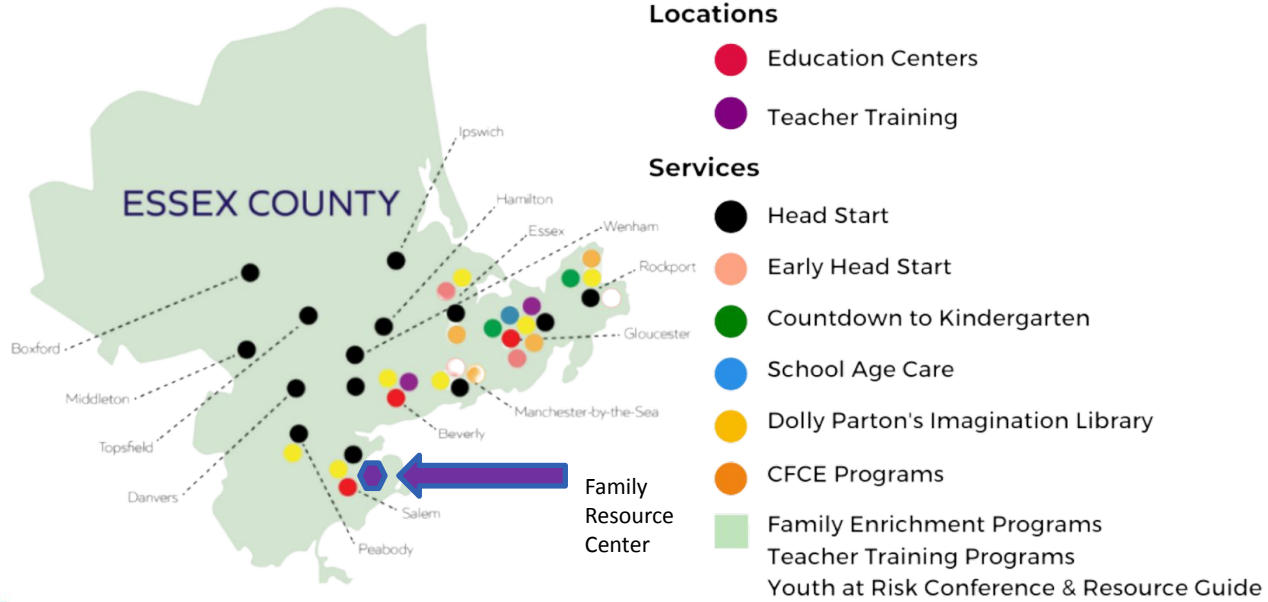 Locations
Education Centers
Teacher Training
Services
Head Start
Early Head Start
Countdown to Kindergarten
School Age Care
Dolly Parton's Imagination Library
CFCE Programs
Family Enrichment Programs
Teacher Training Programs
Youth at Risk Conference & Resource Guide
ESSEX COUNTY
Ipswich
Hamilton
Essex
Wenham
Rockport
Gloucester
Boxford
Middleton
Manchester-by-the-Sea
Topsfield
Beverly
Danvers
Salem
Peabody
Family
Resource
Center